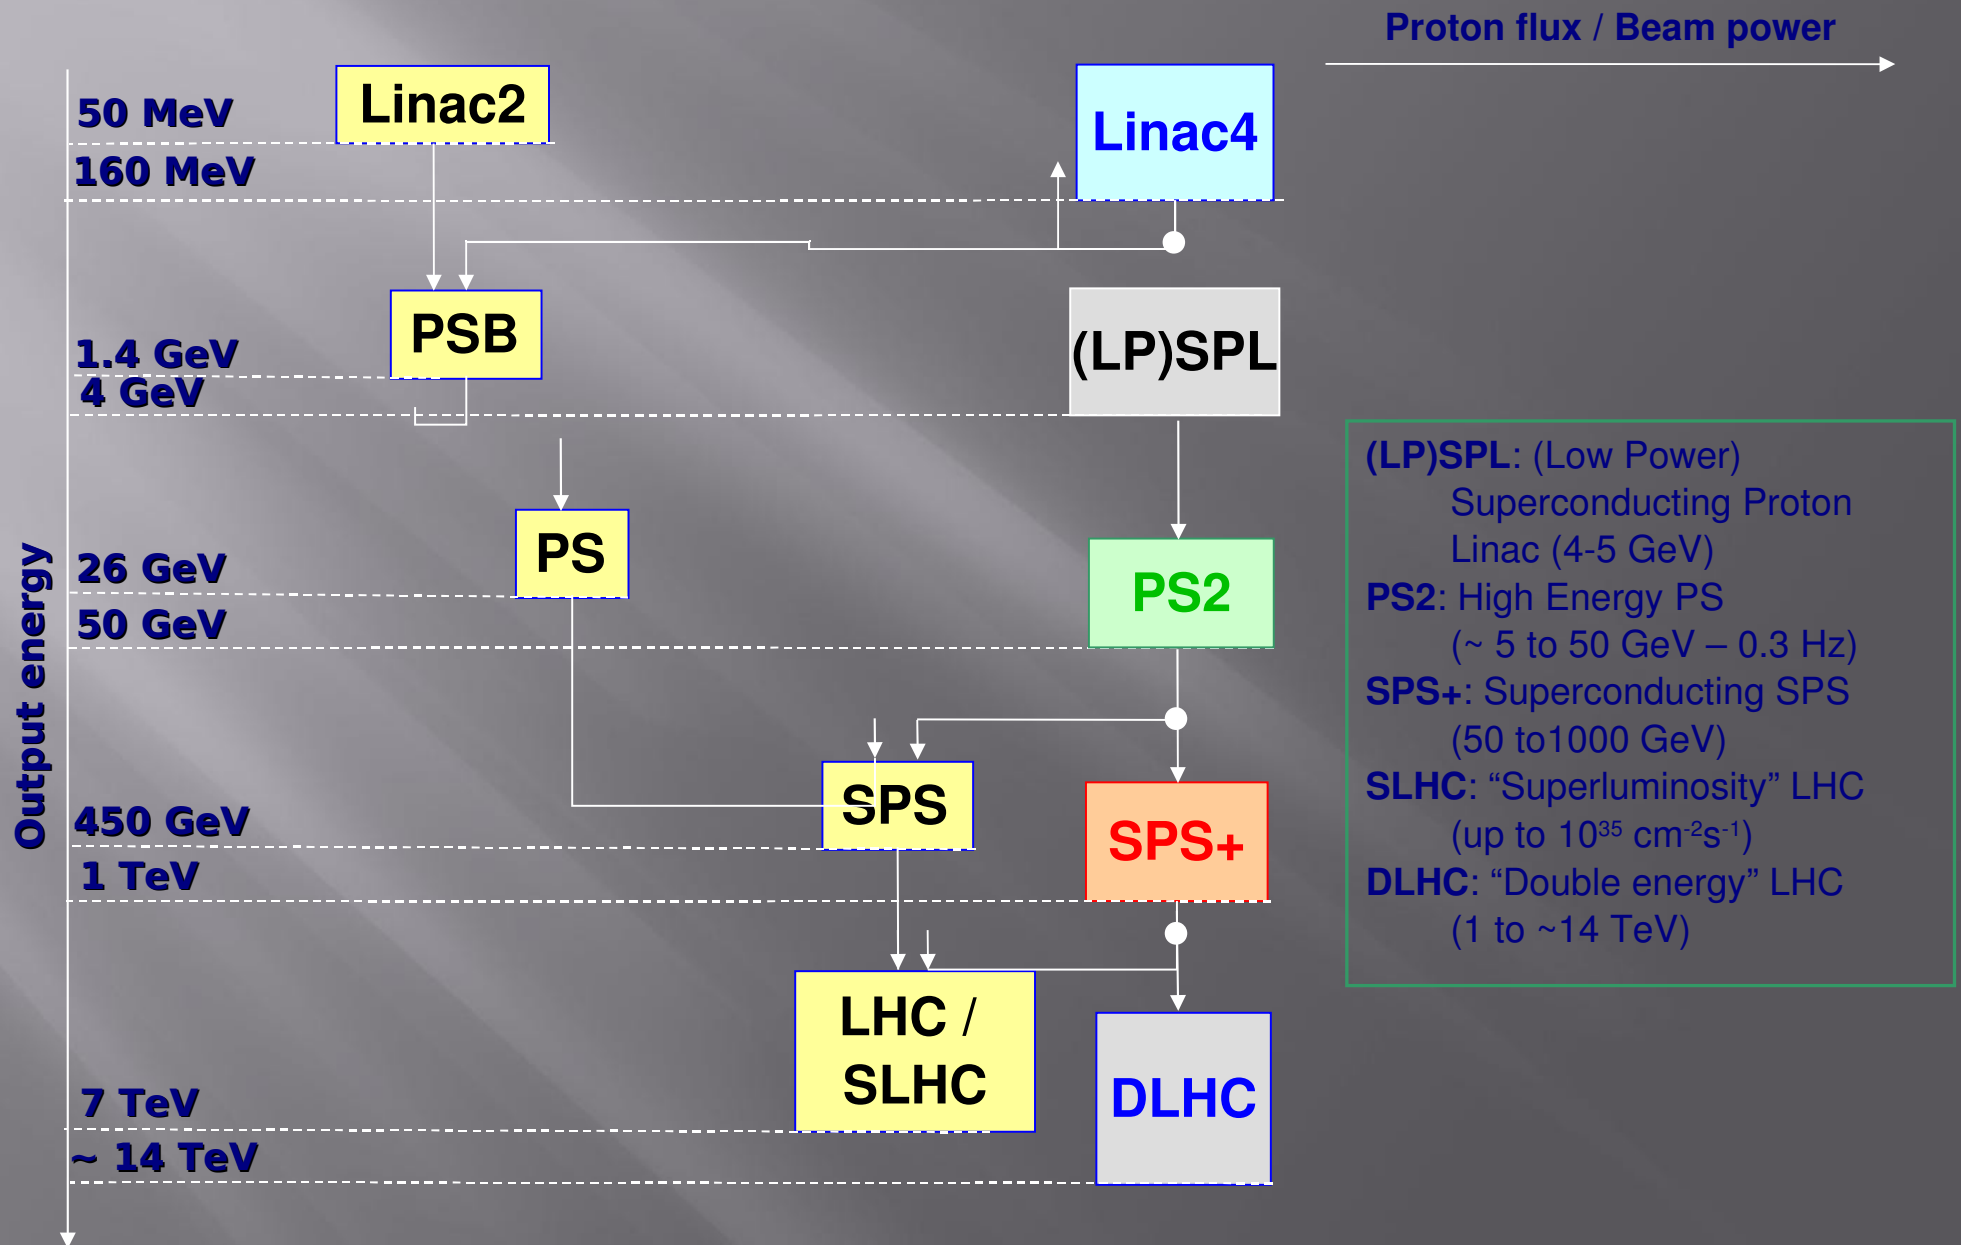 Proton flux / Beam power
Linac2
Linac4
50 MeV
160 MeV
PSB
(LP)SPL
1.4 GeV
4 GeV
PS
PS2
26 GeV
50 GeV
Output energy
SPS
SPS+
450 GeV
1 TeV
LHC /
SLHC
DLHC
7 TeV
~ 14 TeV
(LP)SPL: (Low Power)
Superconducting Proton
Linac (4-5 GeV)
PS2: High Energy PS
(~ 5 to 50 GeV – 0.3 Hz)
SPS+: Superconducting SPS
(50 to1000 GeV)
SLHC: “Superluminosity” LHC
(up to 10³⁵ cm⁻²s⁻¹)
DLHC: “Double energy” LHC
(1 to ~14 TeV)